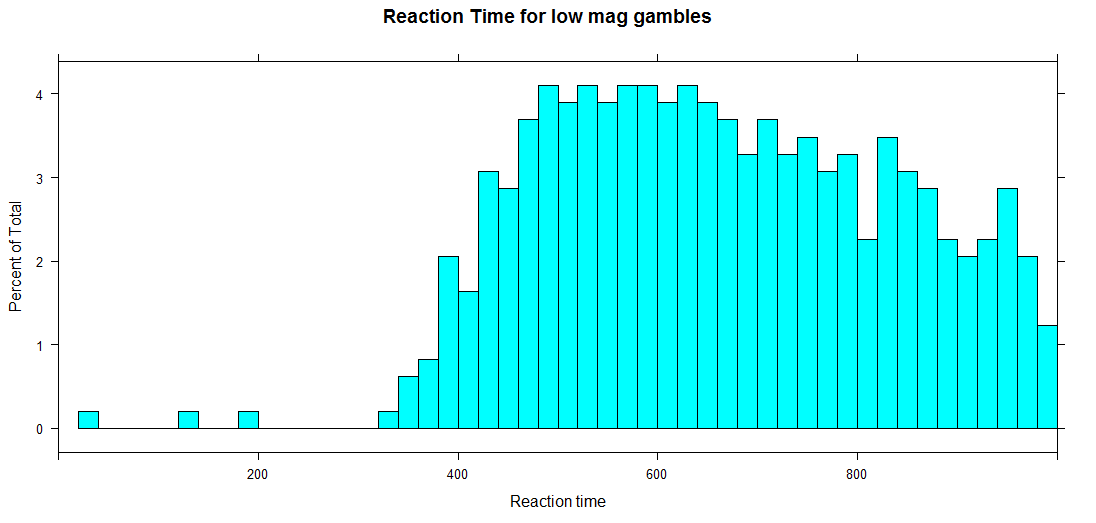 Reaction Time for low mag gambles
Percent of Total
4
3
2
1
0
200 400 600 800
Reaction time